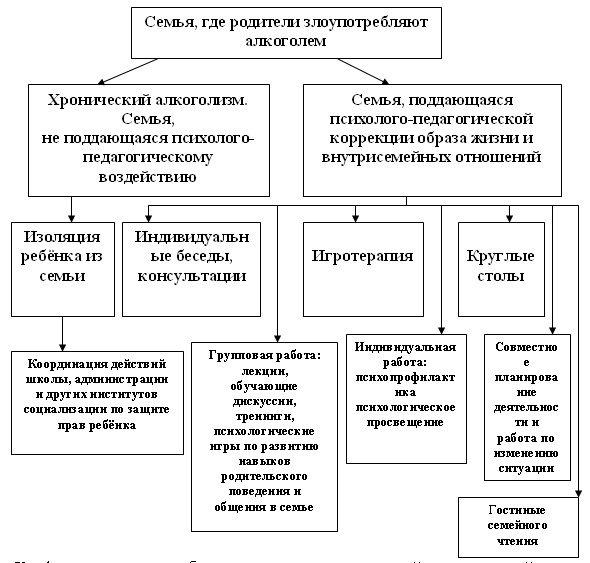 Семья, где родители злоупотребляют
алкоголем
Хронический алкоголизм.
Семья,
не поддающаяся психолого-
педагогическому
воздействию
Семья, поддающаяся
психолого-педагогической
коррекции образа жизни и
внутрисемейных отношений
Изоляция
ребёнка из
семьи
Индивидуальн
ые беседы,
консультации
Игротерапия
Круглые
столы
Координация действий
школы, администрации
и других институтов
социализации по защите
прав ребёнка
Групповая работа:
лекции,
обучающие
дискуссии,
тренинги,
психологические
игры по развитию
навыков
родительского
поведения и
общения в семье
Индивидуальная
работа:
психопрофилакт
ика
психологическое
просвещение
Совместно
е
планирова
ние
деятельнос
ти и
работа по
изменению
ситуации
Гостиные
семейного
чтения